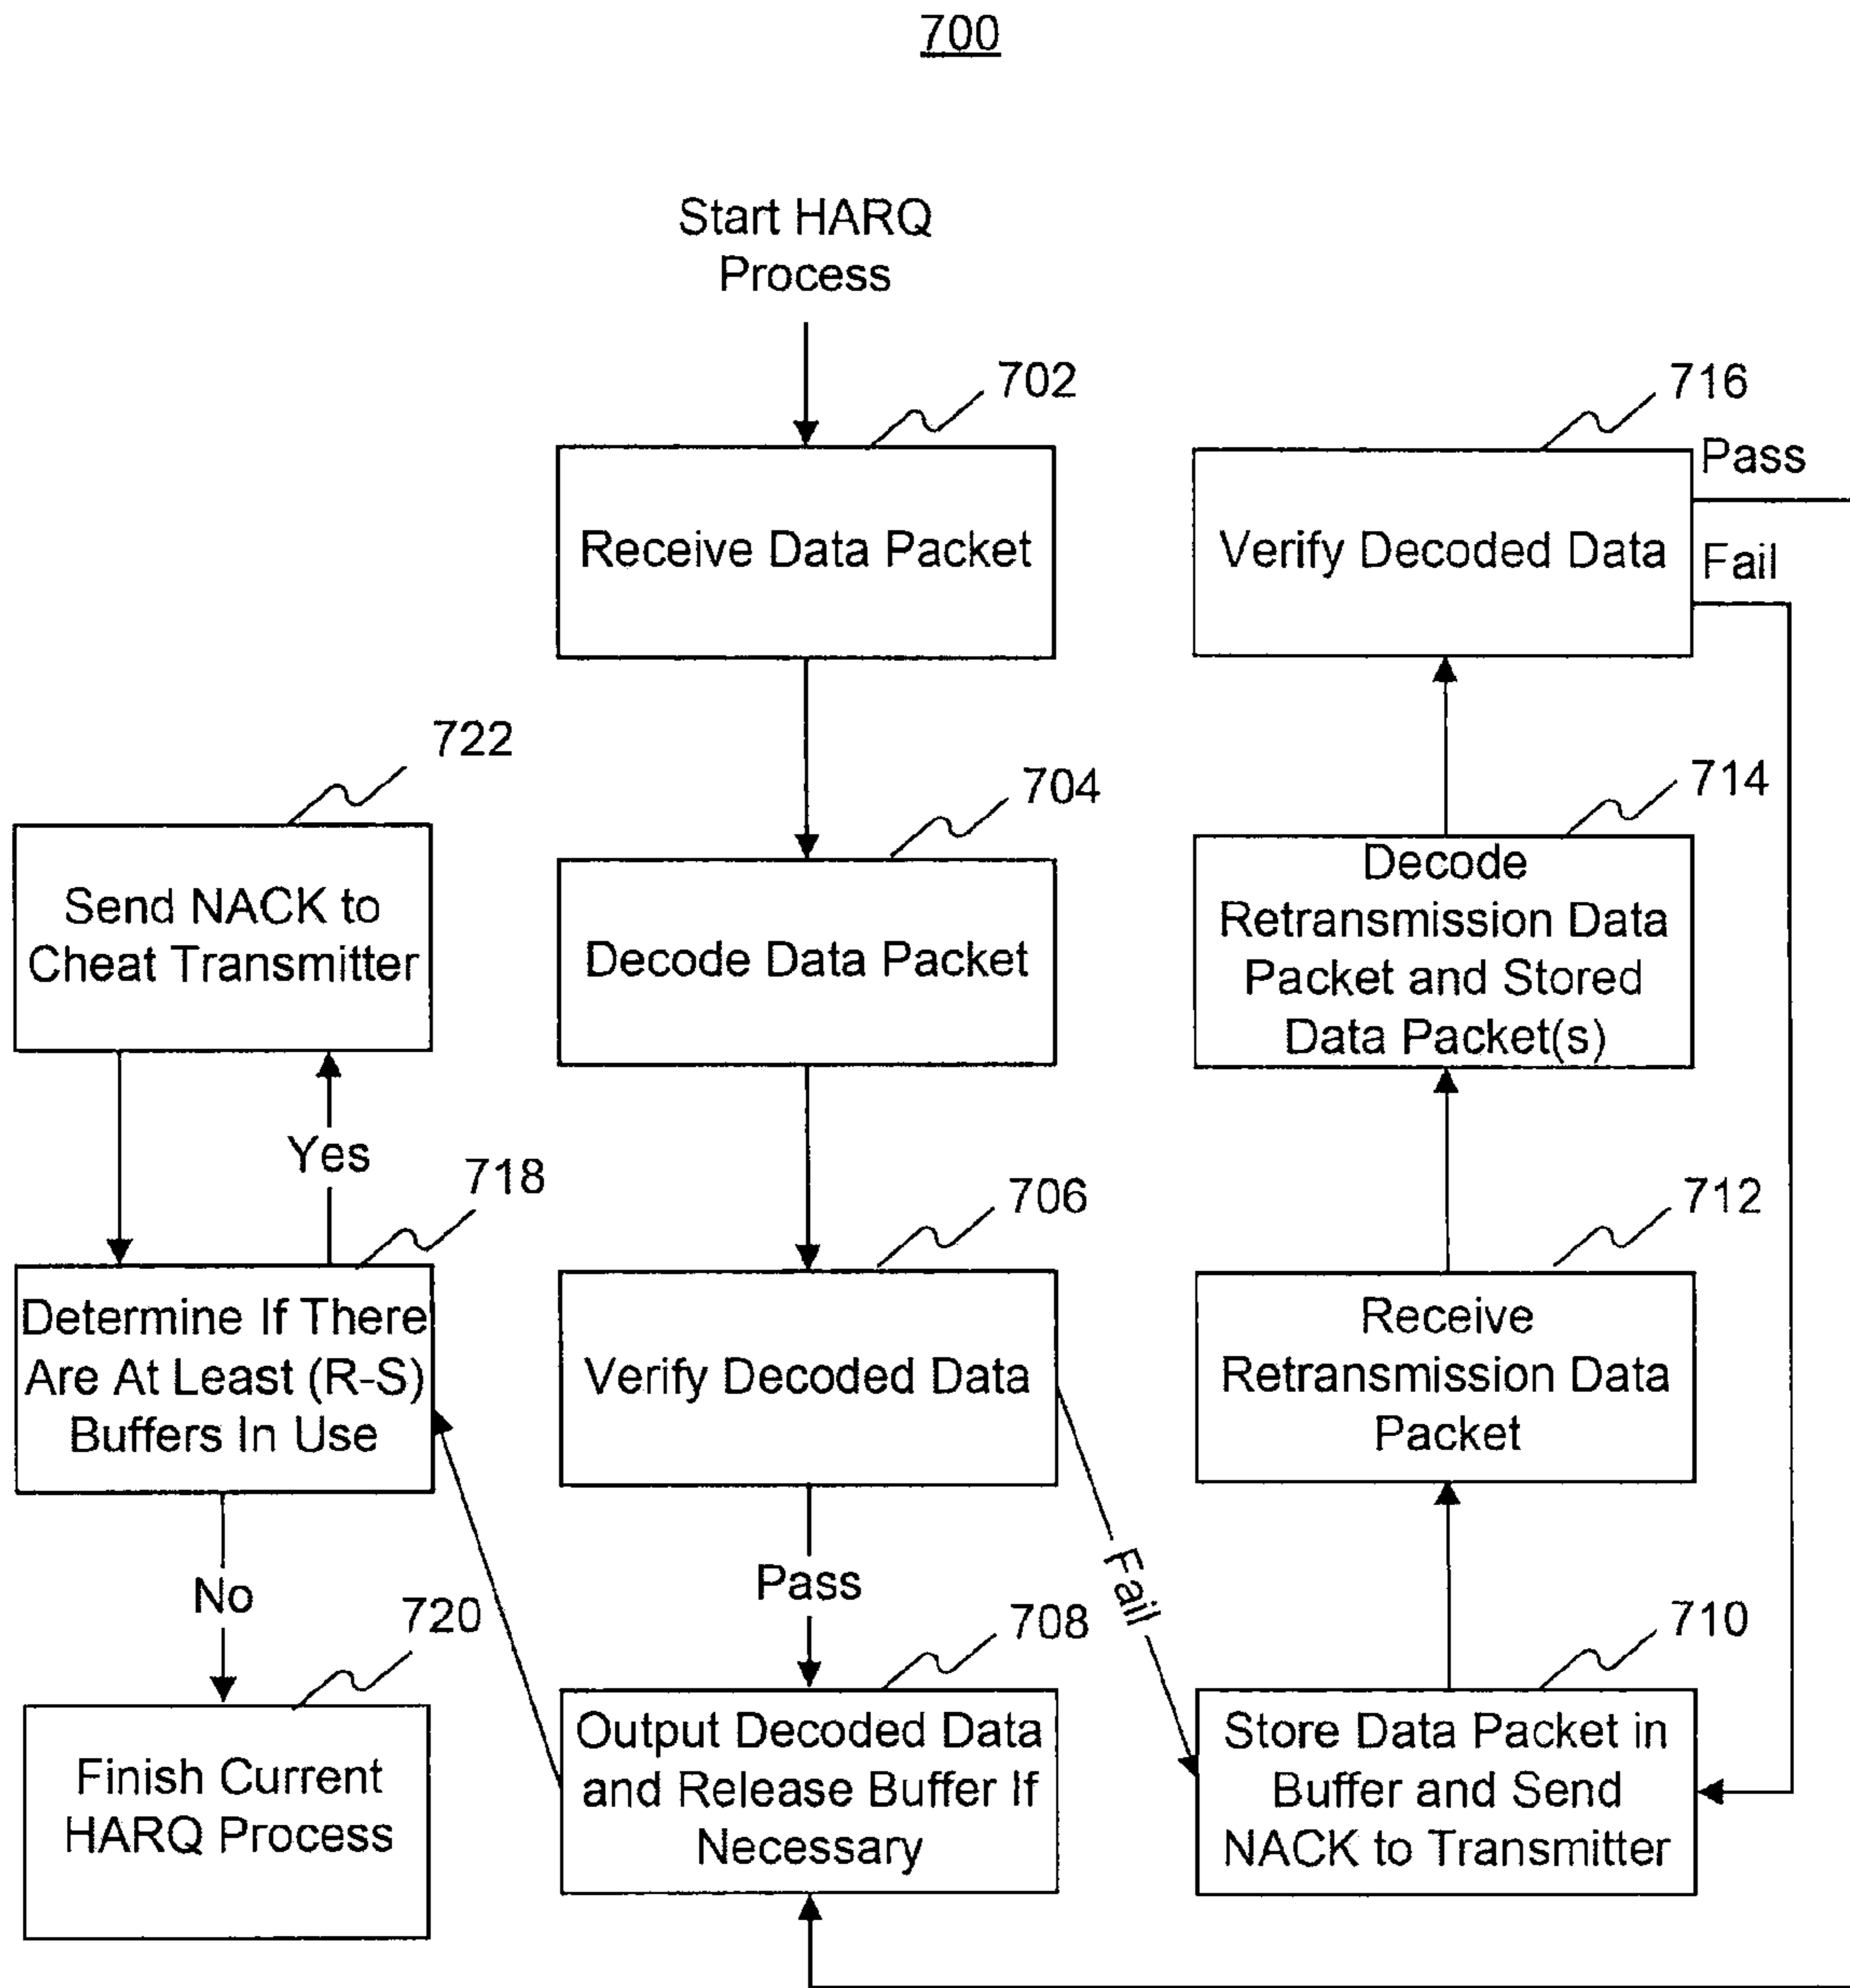 700
Start HARQ
Process
702
Receive Data Packet
704
Decode Data Packet
706
Verify Decoded Data
Pass
Fail
708
Output Decoded Data
and Release Buffer If
Necessary
710
Store Data Packet in
Buffer and Send
NACK to Transmitter
712
Receive
Retransmission Data
Packet
714
Decode
Retransmission Data
Packet and Stored
Data Packet(s)
716
Verify Decoded Data
Pass
Fail
718
Determine If There
Are At Least (R-S)
Buffers In Use
Yes
722
Send NACK to
Cheat Transmitter
No
720
Finish Current
HARQ Process